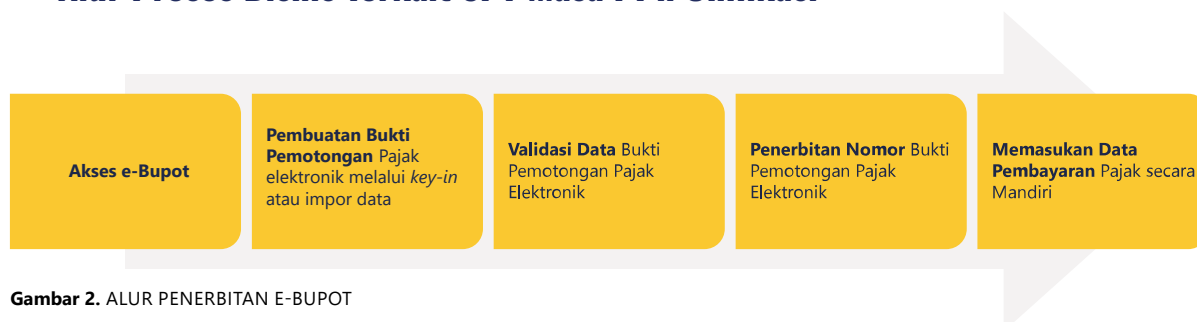 Akses e-Bupot
Pembuatan Bukti
Pemotongan Pajak
elektronik melalui key-in
atau impor data
Validasi Data Bukti
Pemotongan Pajak
Elektronik
Penerbitan Nomor Bukti
Pemotongan Pajak
Elektronik
Memasukan Data
Pembayaran Pajak secara
Mandiri
Gambar 2. ALUR PENERBITAN E-BUPOT